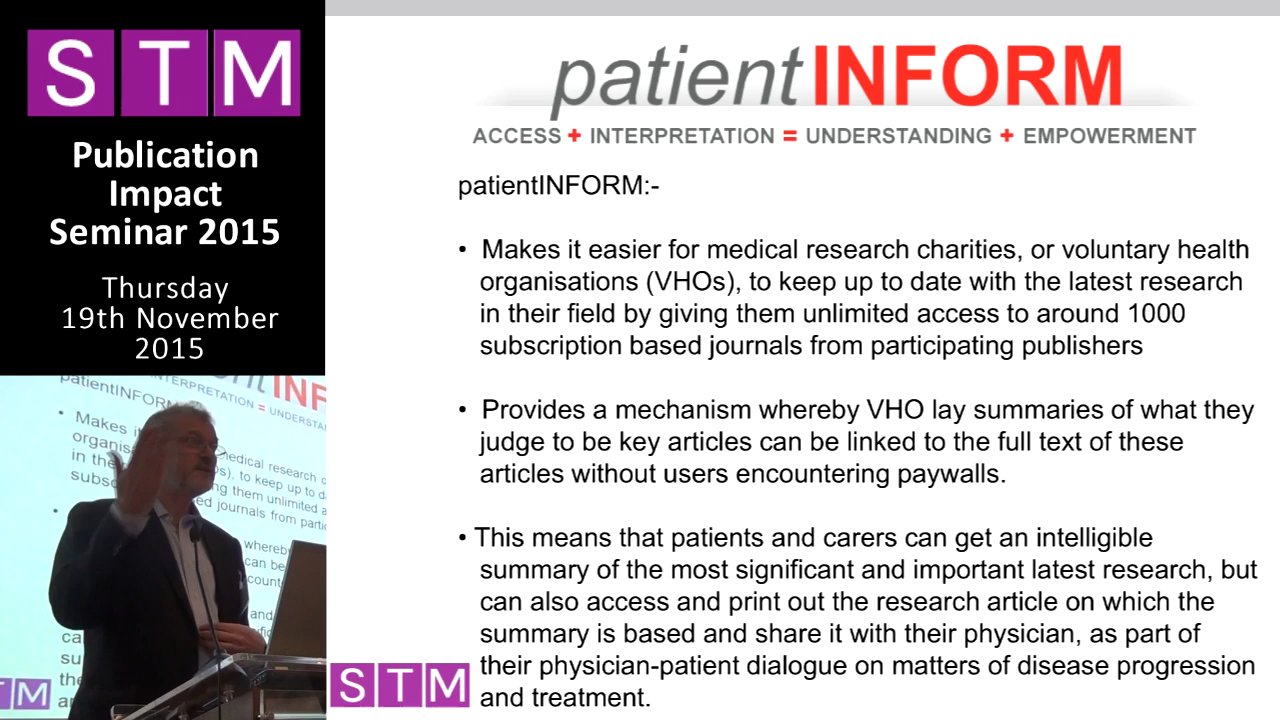 STM
Publication
Impact
Seminar 2015
Thursday
19th November
2015
patientINFORM
ACCESS + INTERPRETATION = UNDERSTANDING + EMPOWERMENT
patientINFORM:-
• Makes it easier for medical research charities, or voluntary health
organisations (VHOs), to keep up to date with the latest research
in their field by giving them unlimited access to around 1000
subscription based journals from participating publishers
• Provides a mechanism whereby VHO lay summaries of what they
judge to be key articles can be linked to the full text of these
articles without users encountering paywalls.
• This means that patients and carers can get an intelligible
summary of the most significant and important latest research, but
can also access and print out the research article on which the
summary is based and share it with their physician, as part of
their physician-patient dialogue on matters of disease progression
and treatment.
STM